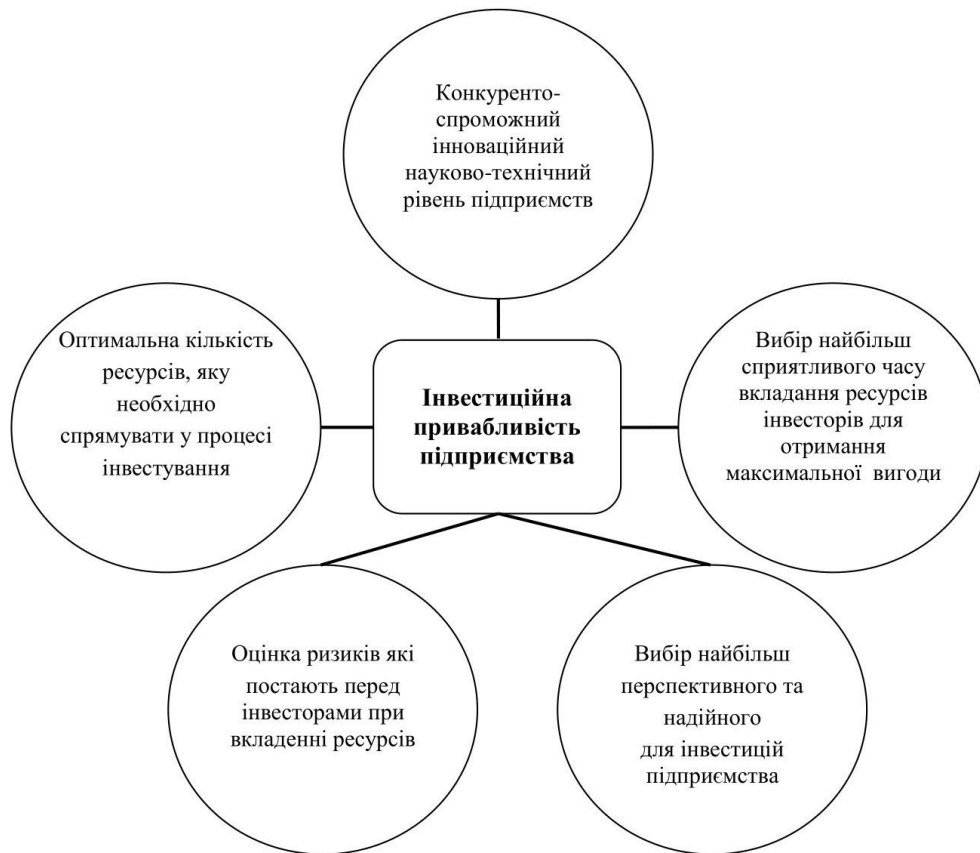 Конкуренто-
спроможний
інноваційний
науково-технічний
рівень підприємств
Оптимальна кількість
ресурсів, яку
необхідно
спрямувати у процесі
інвестування
Інвестиційна
привабливість
підприємства
Вибір найбільш
сприятливого часу
вкладання ресурсів
інвесторів для
отримання
максимальної вигоди
Оцінка ризиків які
постають перед
інвесторами при
вкладенні ресурсів
Вибір найбільш
перспективного та
надійного
для інвестицій
підприємства